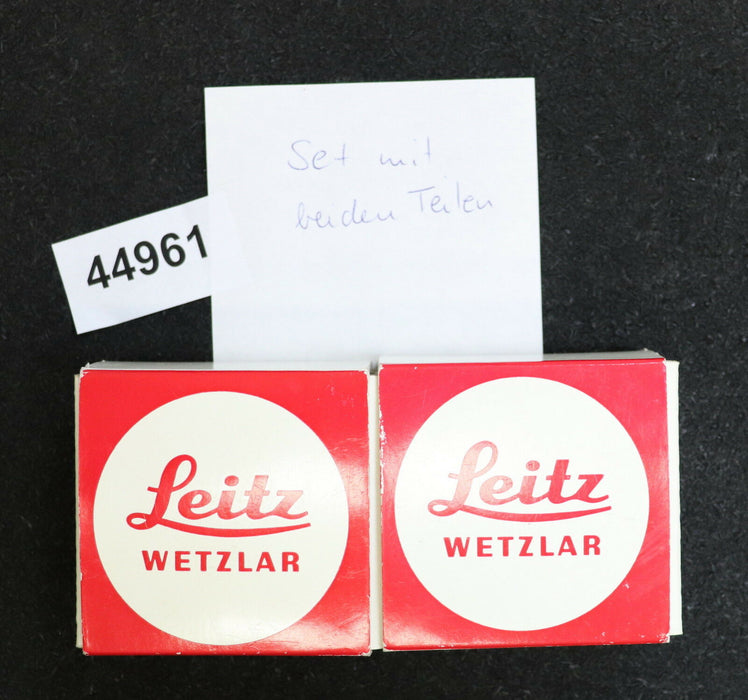 Set mit
beiden Teilen
44961
Leitz
WETZLAR
Leitz
WETZLAR